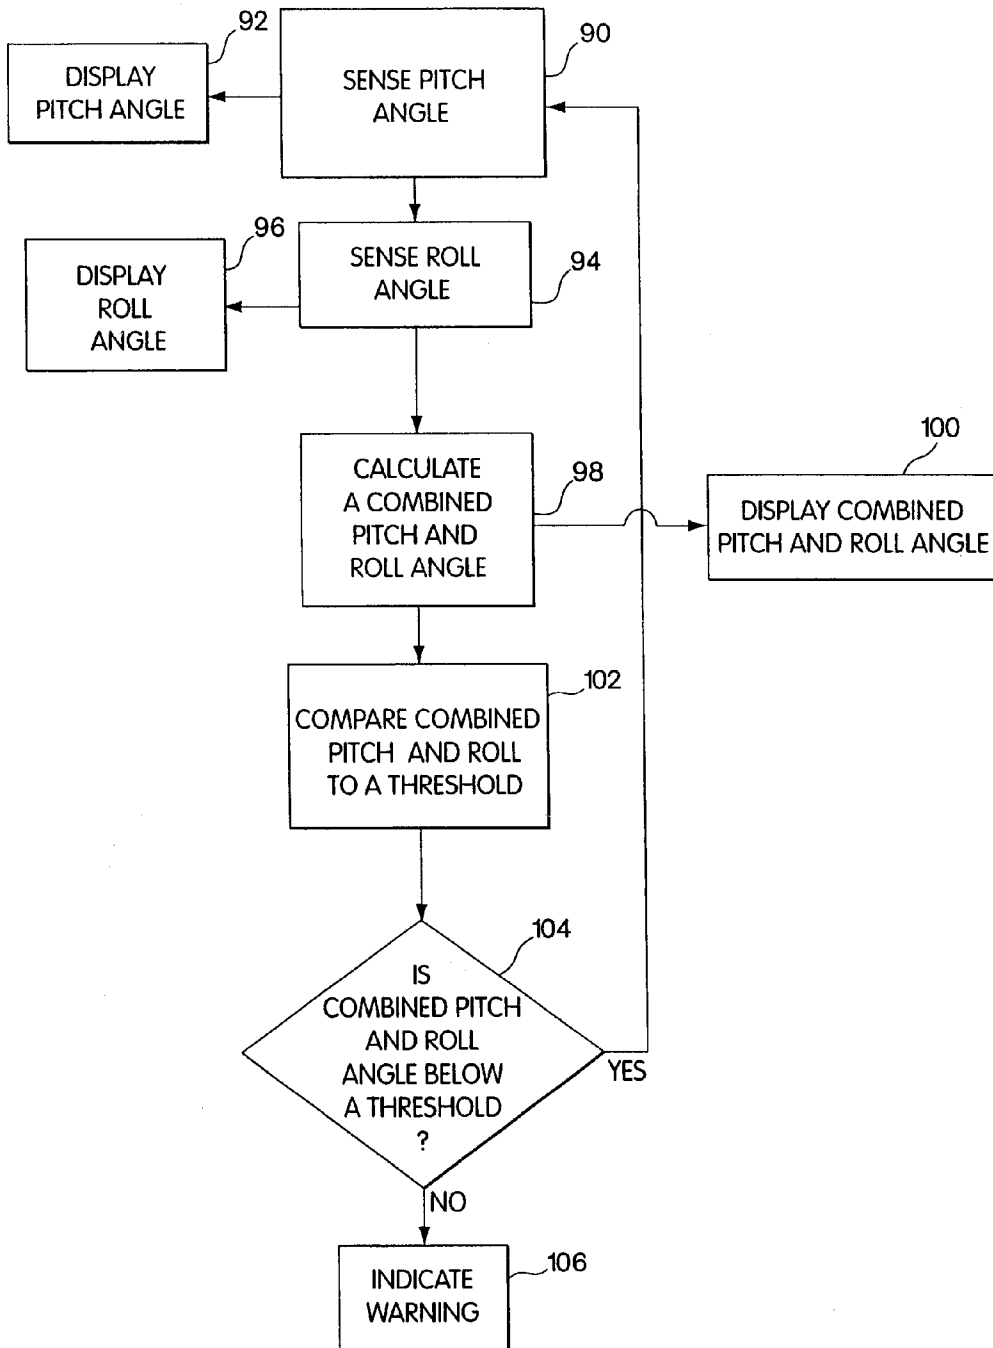 92
DISPLAY
PITCH ANGLE
90
SENSE PITCH
ANGLE
96
DISPLAY
ROLL
ANGLE
SENSE ROLL
ANGLE
94
CALCULATE
A COMBINED
PITCH AND
ROLL ANGLE
98
100
DISPLAY COMBINED
PITCH AND ROLL ANGLE
102
COMPARE COMBINED
PITCH AND ROLL
TO A THRESHOLD
104
IS
COMBINED PITCH
AND ROLL
ANGLE BELOW
A THRESHOLD
?
YES
NO
INDICATE
WARNING
106